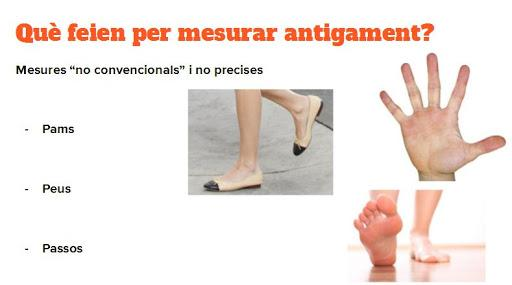 Què feien per mesurar antigament?
Mesures “no convencionals” i no precises
- Pams
- Peus
- Passos